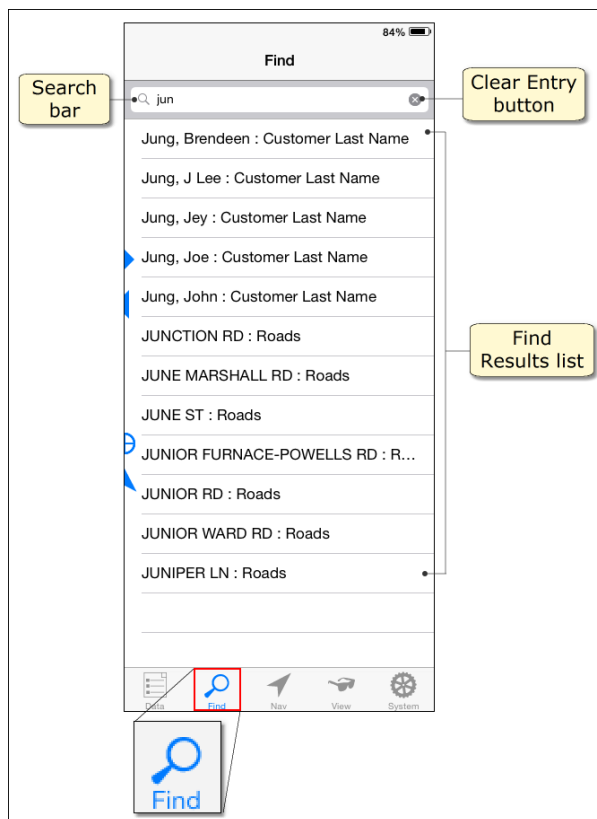 84%
Find
Search
bar
jun
Clear Entry
button
Jung, Brendeen : Customer Last Name
Jung, J Lee : Customer Last Name
Jung, Jey : Customer Last Name
Jung, Joe : Customer Last Name
Jung, John : Customer Last Name
JUNCTION RD : Roads
Find
Results list
JUNE MARSHALL RD : Roads
JUNE ST : Roads
JUNIOR FURNACE-POWELLS RD : R...
JUNIOR RD : Roads
JUNIOR WARD RD : Roads
JUNIPER LN : Roads
Data
Find
Nav
View
System
Find